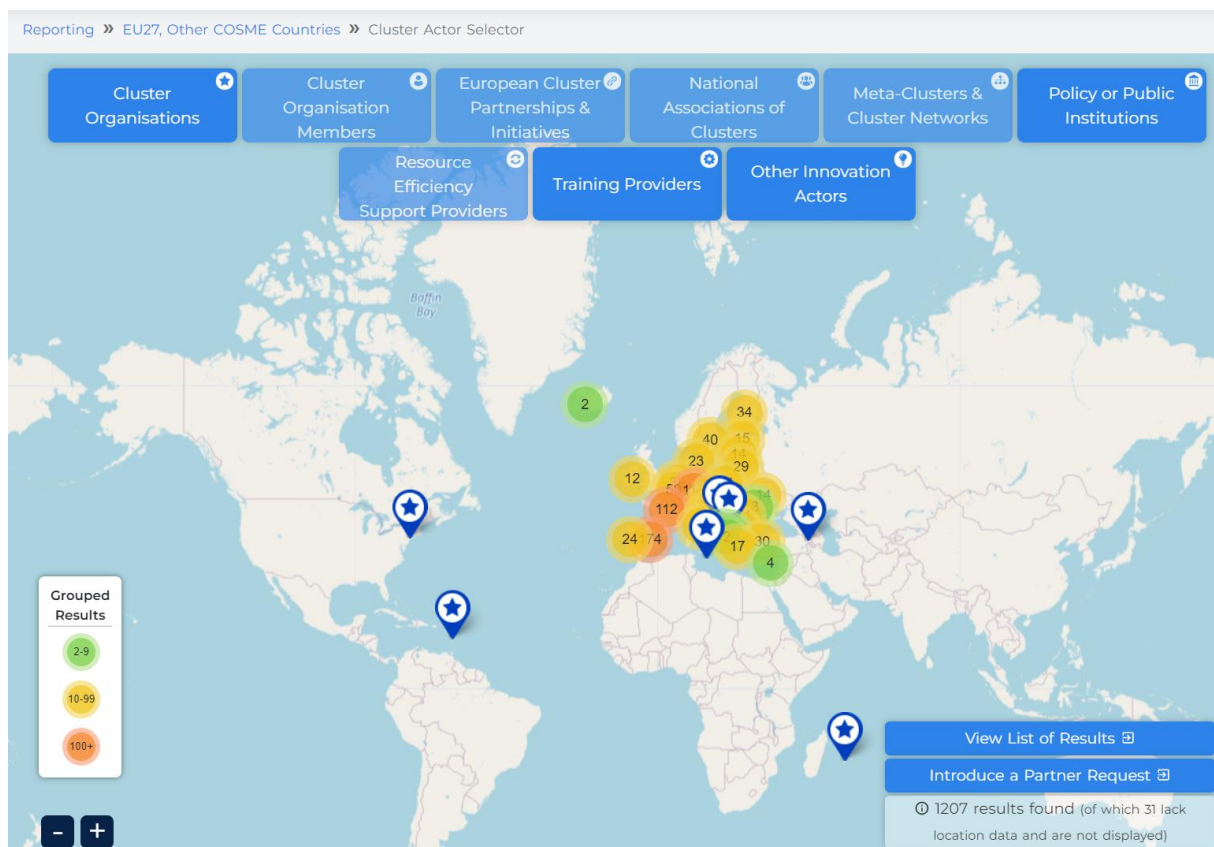 Reporting » EU27, Other COSME Countries » Cluster Actor Selector
Cluster
Organisations
Cluster
Organisation
Members
European Cluster
Partnerships &
Initiatives
National
Associations of
Clusters
Meta-Clusters &
Cluster Networks
Policy or Public
Institutions
Resource
Efficiency
Support Providers
Training Providers
Other Innovation
Actors
Baffin
Bay
2
34
40
15
14
23
29
12
112
14
24
174
17
30
4
Grouped
Results
2-9
10-99
100+
- +
View List of Results
Introduce a Partner Request
1207 results found (of which 31 lack
location data and are not displayed)